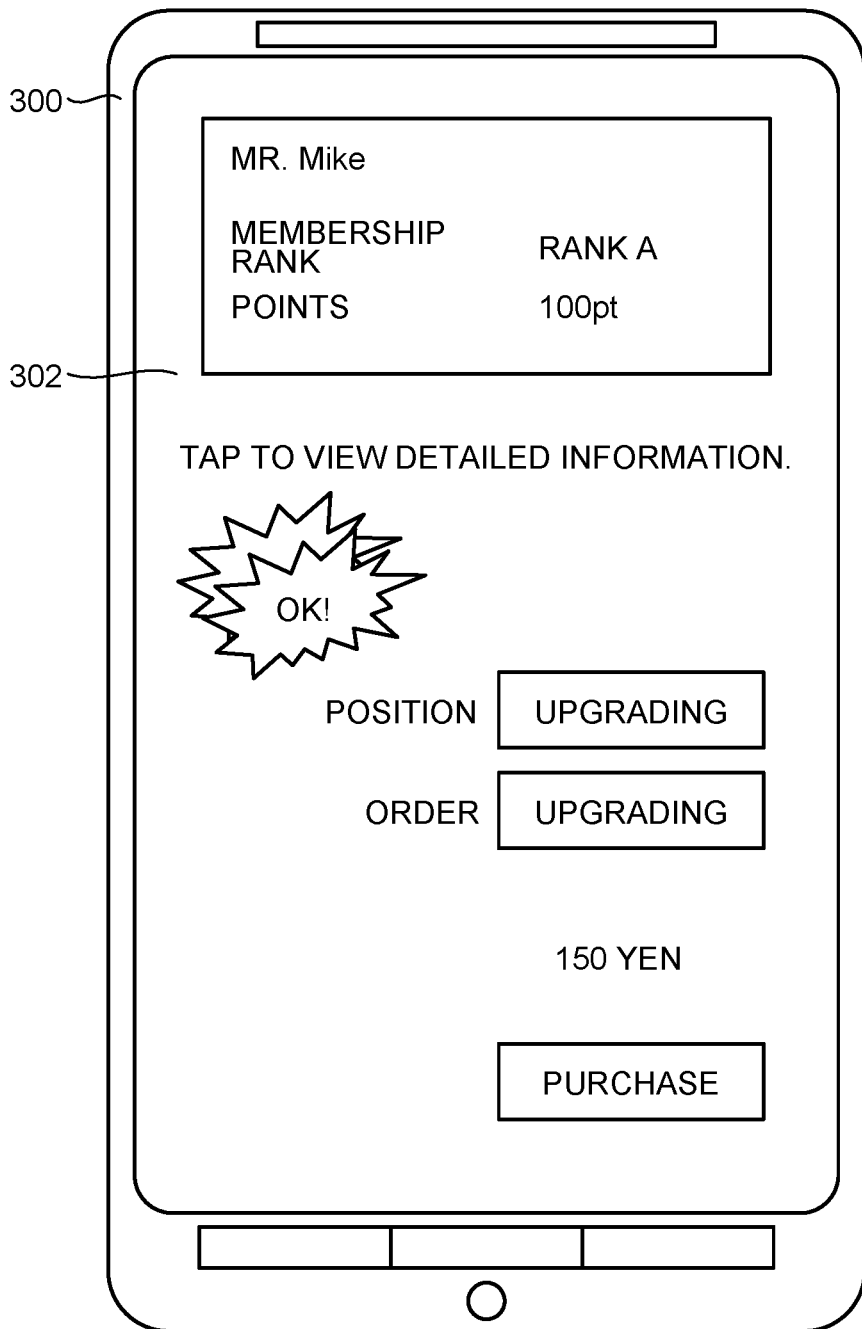 300
MR. Mike
MEMBERSHIP
RANK
RANK A
POINTS 100pt
302
TAP TO VIEW DETAILED INFORMATION.
OK!
POSITION UPGRADING
ORDER UPGRADING
150 YEN
PURCHASE